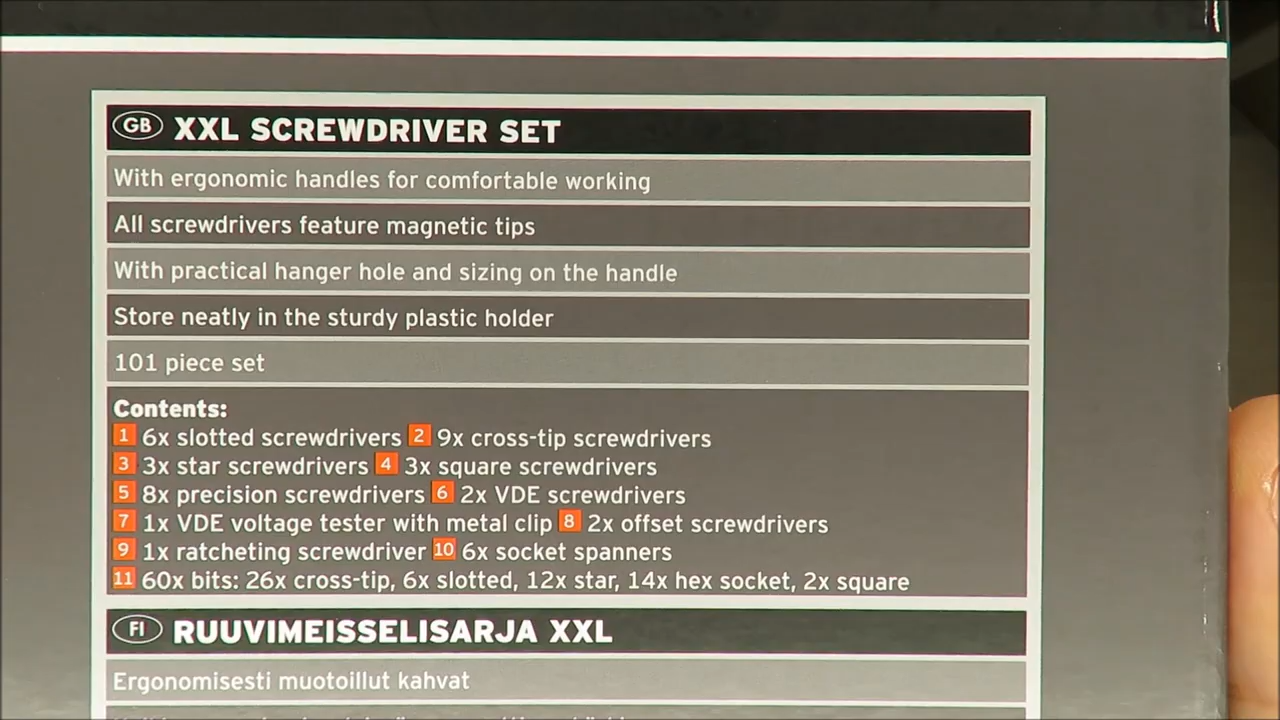 GB XXL SCREWDRIVER SET
With ergonomic handles for comfortable working
All screwdrivers feature magnetic tips
With practical hanger hole and sizing on the handle
Store neatly in the sturdy plastic holder
101 piece set
Contents:
1 6x slotted screwdrivers 2 9x cross-tip screwdrivers
3 3x star screwdrivers 4 3x square screwdrivers
5 8x precision screwdrivers 6 2x VDE screwdrivers
7 1x VDE voltage tester with metal clip 8 2x offset screwdrivers
9 1x ratcheting screwdriver 10 6x socket spanners
11 60x bits: 26x cross-tip, 6x slotted, 12x star, 14x hex socket, 2x square
FI RUUVIMEISSELISARJA XXL
Ergonomisesti muotoillut kahvat